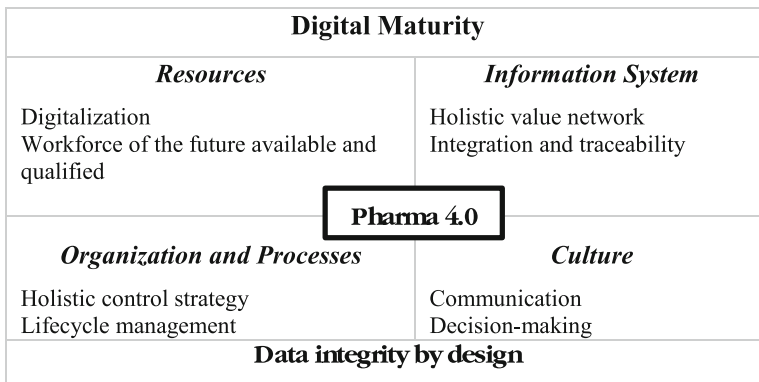 Digital Maturity
Resources
Digitalization
Workforce of the future available and
qualified
Information System
Holistic value network
Integration and traceability
Pharma 4.0
Organization and Processes
Holistic control strategy
Lifecycle management
Culture
Communication
Decision-making
Data integrity by design